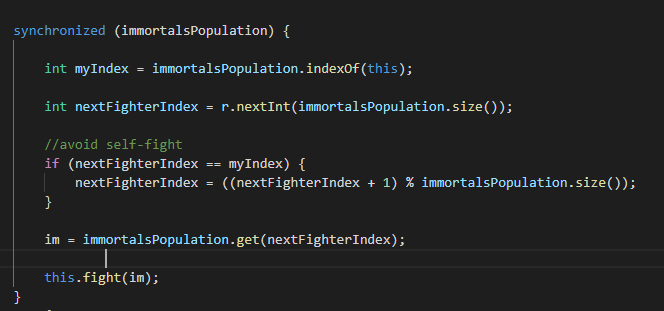 synchronized (immortalsPopulation) {
int myIndex = immortalsPopulation.indexOf(this);
int nextFighterIndex = r.nextInt(immortalsPopulation.size());
//avoid self-fight
if (nextFighterIndex == myIndex) {
nextFighterIndex = ((nextFighterIndex + 1) % immortalsPopulation.size());
}
im = immortalsPopulation.get(nextFighterIndex);
this.fight(im);
}